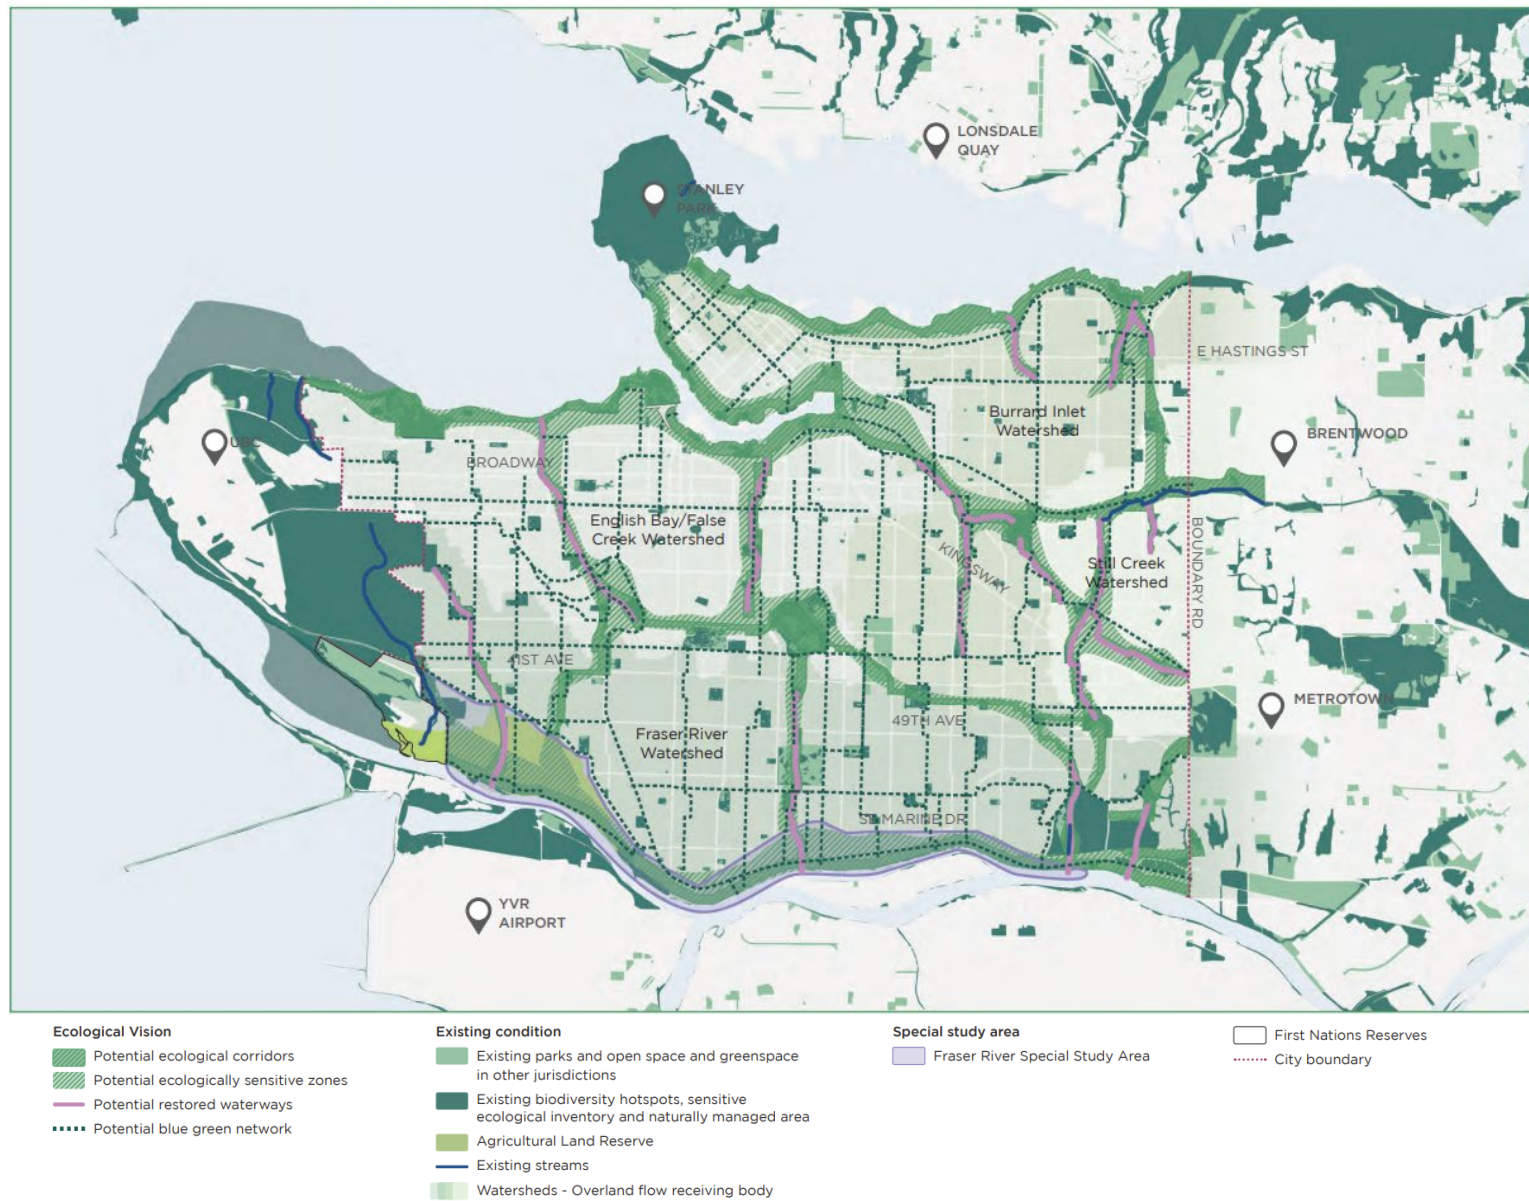 LONSDALE
QUAY
STANLEY
PARK
E HASTINGS ST
Burrard Inlet
Watershed
BRENTWOOD
UBC
BROADWAY
English Bay/False
Creek Watershed
KINGSWAY
Still Creek
Watershed
BOUNDARY RD
41ST AVE
METROTOWN
49TH AVE
Fraser River
Watershed
SE MARINE DR
YVR
AIRPORT
Ecological Vision
Potential ecological corridors
Potential ecologically sensitive zones
Potential restored waterways
Potential blue green network
Existing condition
Existing parks and open space and greenspace
in other jurisdictions
Existing biodiversity hotspots, sensitive
ecological inventory and naturally managed area
Agricultural Land Reserve
Existing streams
Watersheds - Overland flow receiving body
Special study area
Fraser River Special Study Area
First Nations Reserves
City boundary